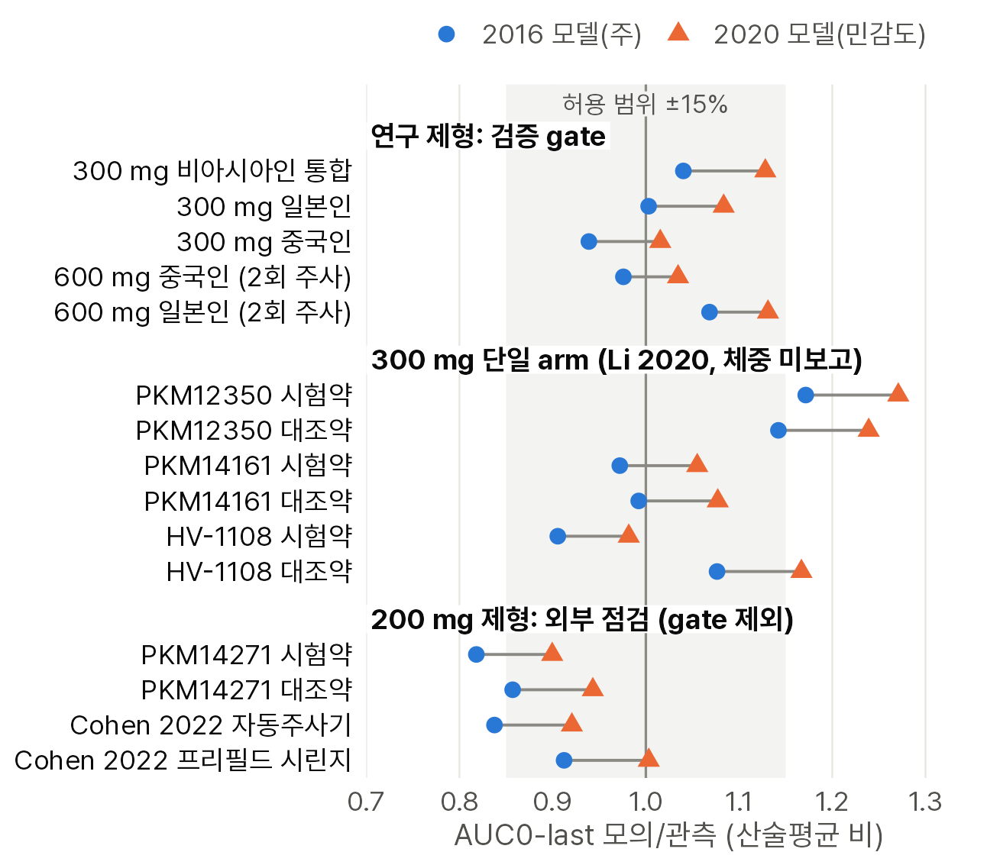 2016 모델(주) 2020 모델(민감도)
허용 범위 ±15%
연구 제형: 검증 gate
300 mg 비아시아인 통합
300 mg 일본인
300 mg 중국인
600 mg 중국인 (2회 주사)
600 mg 일본인 (2회 주사)
300 mg 단일 arm (Li 2020, 체중 미보고)
PKM12350 시험약
PKM12350 대조약
PKM14161 시험약
PKM14161 대조약
HV-1108 시험약
HV-1108 대조약
200 mg 제형: 외부 점검 (gate 제외)
PKM14271 시험약
PKM14271 대조약
Cohen 2022 자동주사기
Cohen 2022 프리필드 시린지
0.7 0.8 0.9 1.0 1.1 1.2 1.3
AUC0-last 모의/관측 (산술평균 비)